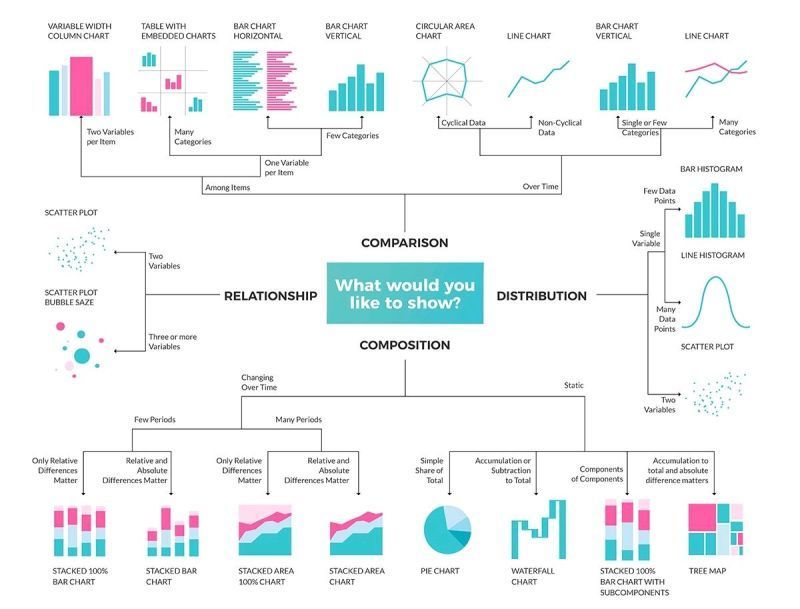 VARIABLE WIDTH
COLUMN CHART
TABLE WITH
EMBEDDED CHARTS
BAR CHART
HORIZONTAL
BAR CHART
VERTICAL
CIRCULAR AREA
CHART
LINE CHART
BAR CHART
VERTICAL
LINE CHART
Two Variables
per Item
Many
Categories
Few Categories
Cyclical Data
Non-Cyclical
Data
Single or Few
Categories
Many
Categories
One Variable
per Item
Among Items
Over Time
COMPARISON
SCATTER PLOT
Two
Variables
SCATTER PLOT
BUBBLE SAZE
Three or more
Variables
RELATIONSHIP
What would you
like to show?
DISTRIBUTION
BAR HISTOGRAM
Few Data
Points
Single
Variable
LINE HISTOGRAM
Many
Data
Points
SCATTER PLOT
Two
Variables
COMPOSITION
Changing
Over Time
Static
Few Periods
Many Periods
Only Relative
Differences
Matter
Relative and
Absolute
Differences Matter
Only Relative
Differences
Matter
Relative and
Absolute
Differences Matter
Simple
Share of
Total
Accumulation or
Subtraction
to Total
Components
of Components
Accumulation to
total and absolute
difference matters
STACKED 100%
BAR CHART
STACKED BAR
CHART
STACKED AREA
100% CHART
STACKED AREA
CHART
PIE CHART
WATERFALL
CHART
STACKED 100%
BAR CHART WITH
SUBCOMPONENTS
TREE MAP